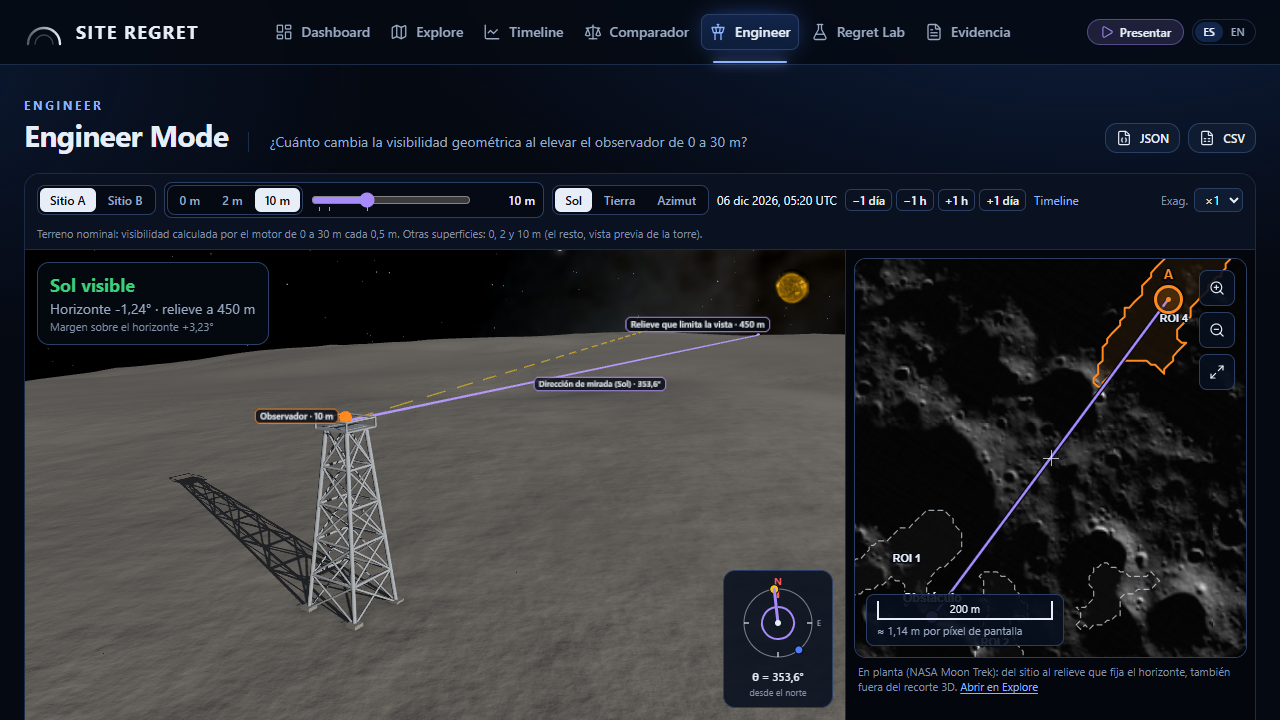 SITE REGRET
Dashboard
Explore
Timeline
Comparador
Engineer
Regret Lab
Evidencia
Presentar
ES
EN
ENGINEER
Engineer Mode
¿Cuánto cambia la visibilidad geométrica al elevar el observador de 0 a 30 m?
JSON
CSV
Sitio A
Sitio B
0 m
2 m
10 m
10 m
Sol
Tierra
Azimut
06 dic 2026, 05:20 UTC
−1 día
−1 h
+1 h
+1 día
Timeline
Exag.
×1
Terreno nominal: visibilidad calculada por el motor de 0 a 30 m cada 0,5 m. Otras superficies: 0, 2 y 10 m (el resto, vista previa de la torre).
Sol visible
Horizonte -1,24° · relieve a 450 m
Margen sobre el horizonte +3,23°
Relieve que limita la vista · 450 m
Dirección de mirada (Sol) · 353,6°
Observador · 10 m
N
E
θ = 353,6°
desde el norte
A
ROI 4
ROI 1
Obstáculo
ROI 2
200 m
≈ 1,14 m por píxel de pantalla
En planta (NASA Moon Trek): del sitio al relieve que fija el horizonte, también
fuera del recorte 3D. Abrir en Explore